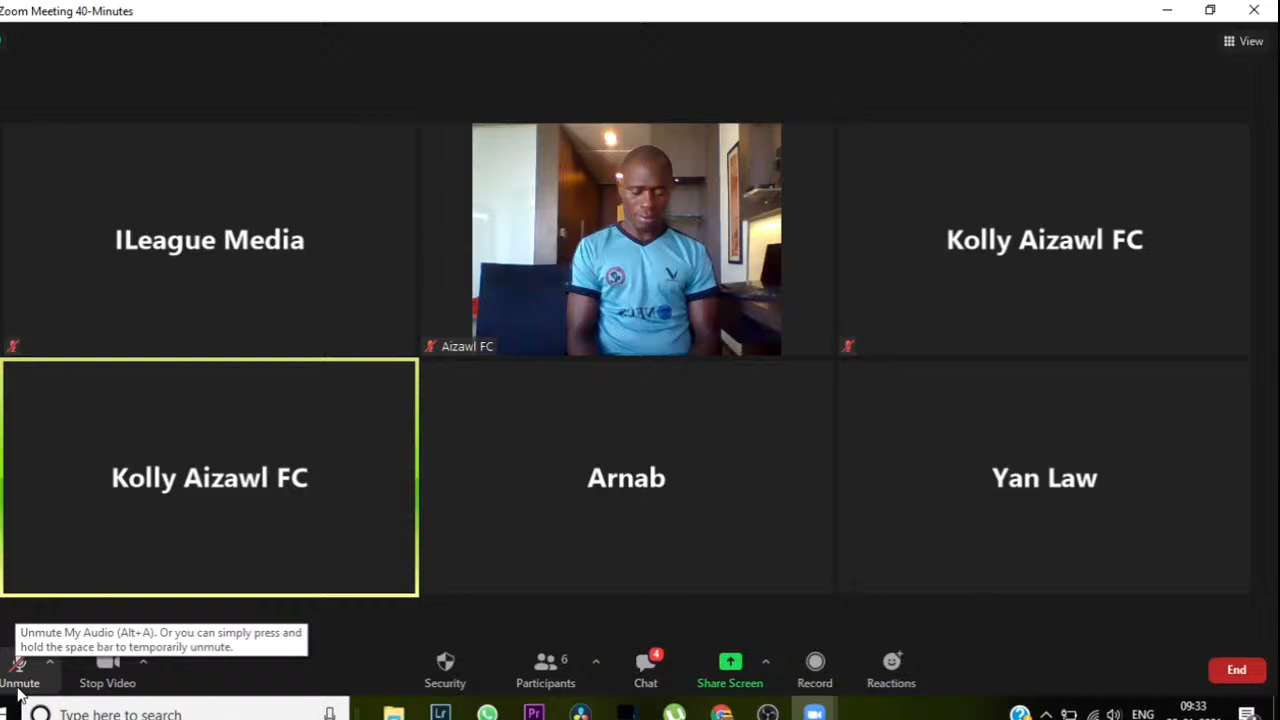 Zoom Meeting 40-Minutes
View
ILeague Media
Aizawl FC
Kolly Aizawl FC
Kolly Aizawl FC
Arnab
Yan Law
Unmute My Audio (Alt+A). Or you can simply press and
hold the space bar to temporarily unmute.
Unmute
Stop Video
Security
6
Participants
4
Chat
Share Screen
Record
Reactions
End
Type here to search
Lr
Pr
ENG
09:33